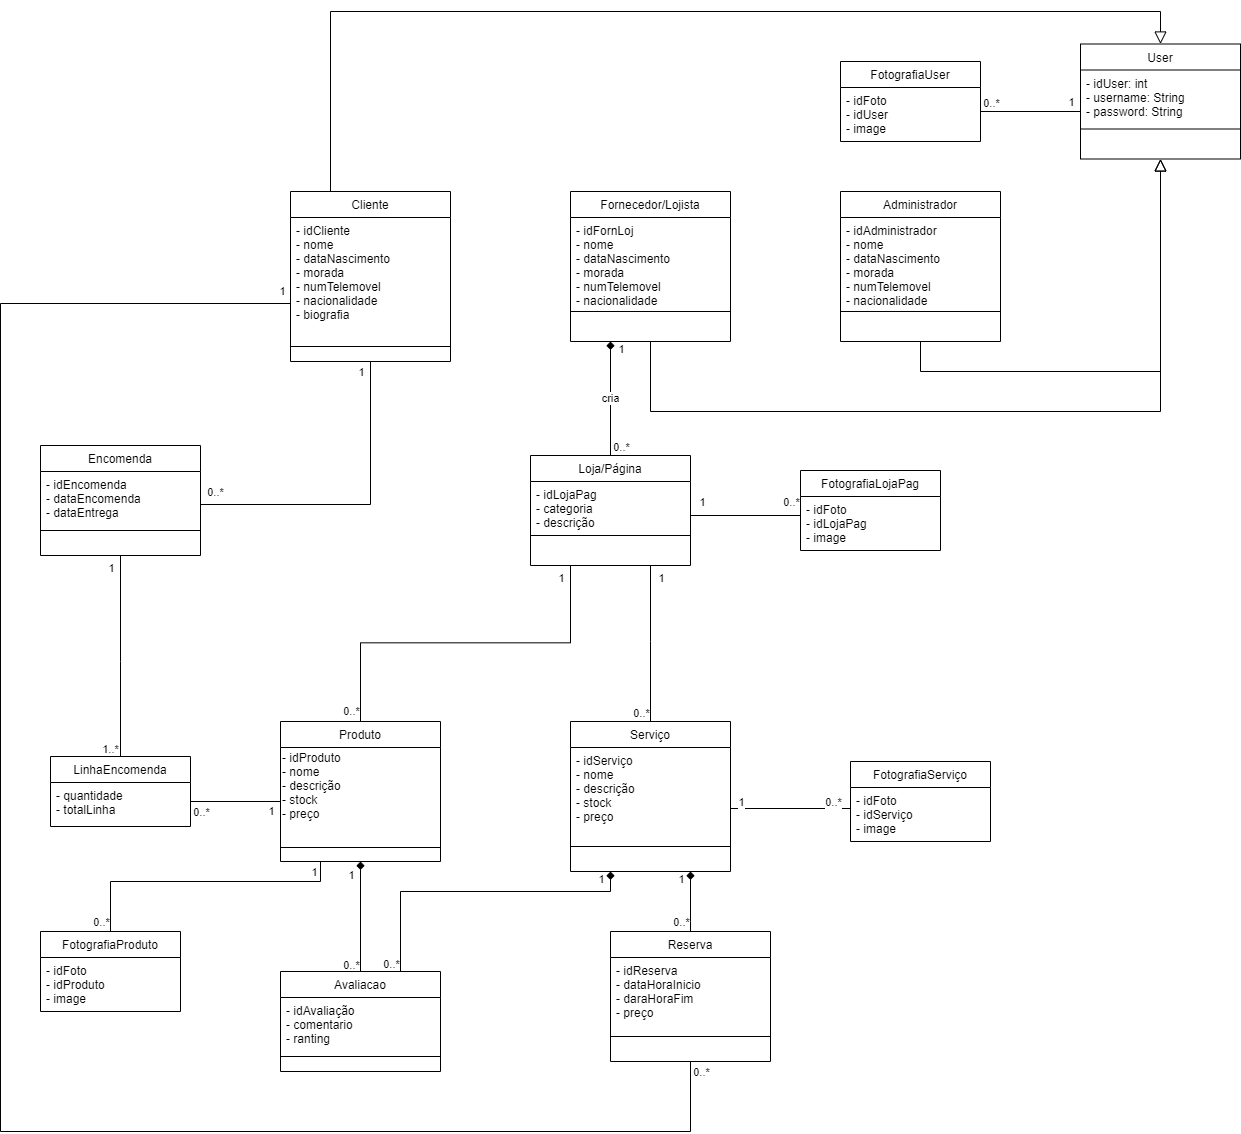 User
- idUser: int
- username: String
- password: String
FotografiaUser
- idFoto
- idUser
- image
0..*
1
Cliente
- idCliente
- nome
- dataNascimento
- morada
- numTelemovel
- nacionalidade
- biografia
1
1
Fornecedor/Lojista
- idFornLoj
- nome
- dataNascimento
- morada
- numTelemovel
- nacionalidade
1
cria
0..*
Administrador
- idAdministrador
- nome
- dataNascimento
- morada
- numTelemovel
- nacionalidade
Encomenda
- idEncomenda
- dataEncomenda
- dataEntrega
0..*
1
Loja/Página
- idLojaPag
- categoria
- descrição
1
0..*
1
1
FotografiaLojaPag
- idFoto
- idLojaPag
- image
1..*
LinhaEncomenda
- quantidade
- totalLinha
0..*
1
0..*
Produto
- idProduto
- nome
- descrição
- stock
- preço
1
1
0..*
Serviço
- idServiço
- nome
- descrição
- stock
- preço
1
0..*
1
1
FotografiaServiço
- idFoto
- idServiço
- image
0..*
FotografiaProduto
- idFoto
- idProduto
- image
0..*
0..*
Avaliacao
- idAvaliação
- comentario
- ranting
0..*
Reserva
- idReserva
- dataHoraInicio
- daraHoraFim
- preço
0..*